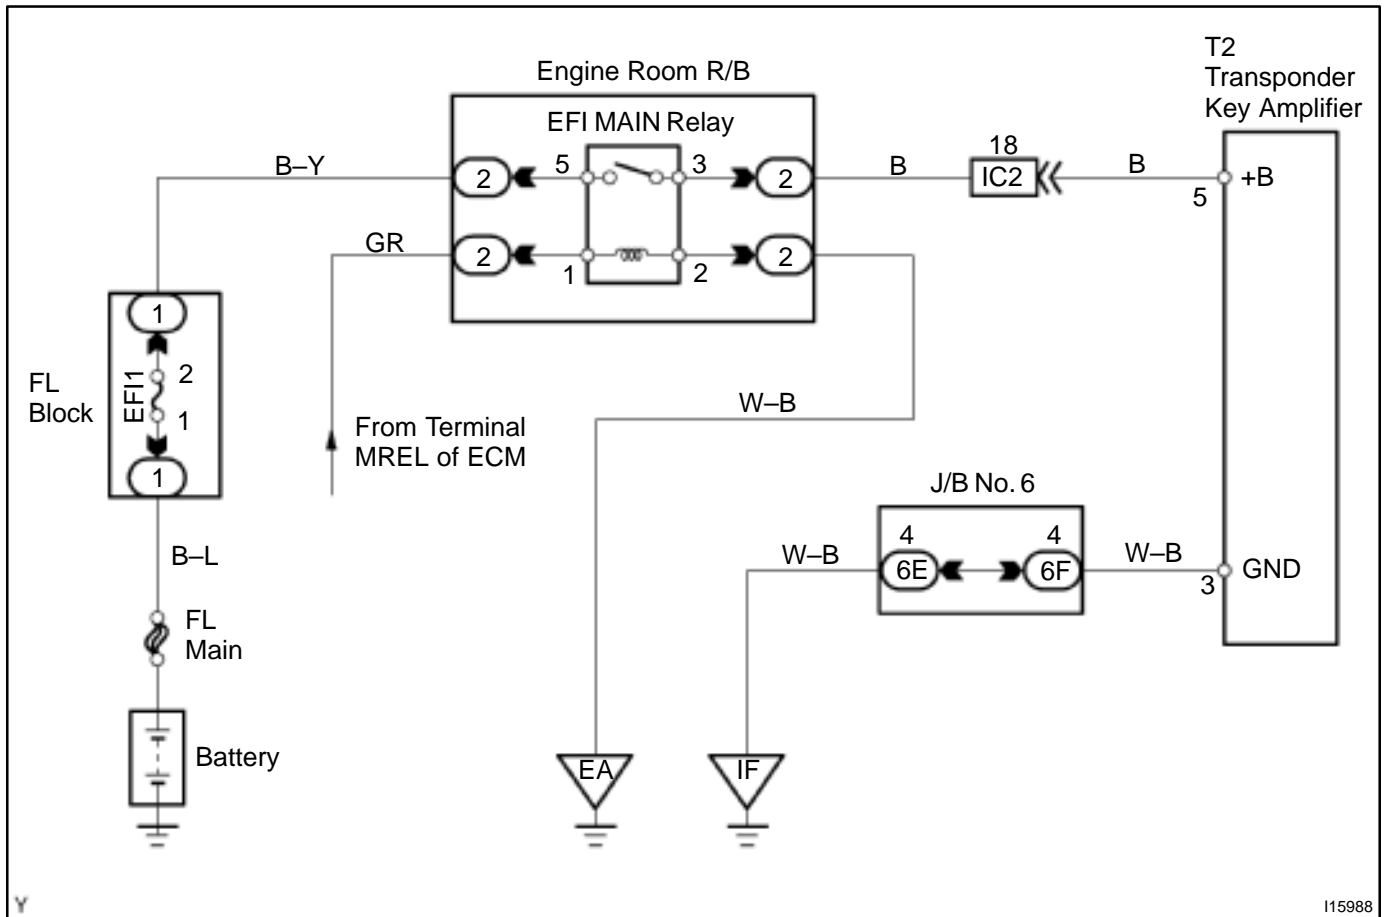 T2
Transponder
Key Amplifier
Engine Room R/B
EFI MAIN Relay
B–Y
2
5
3
2
B
18
IC2
B
5
+B
GR
2
1
2
2
1
2
EFI1
1
1
FL
Block
From Terminal
MREL of ECM
W–B
J/B No. 6
B–L
W–B
4
6E
4
6F
W–B
3
GND
FL
Main
Battery
EA
IF
Y
I15988